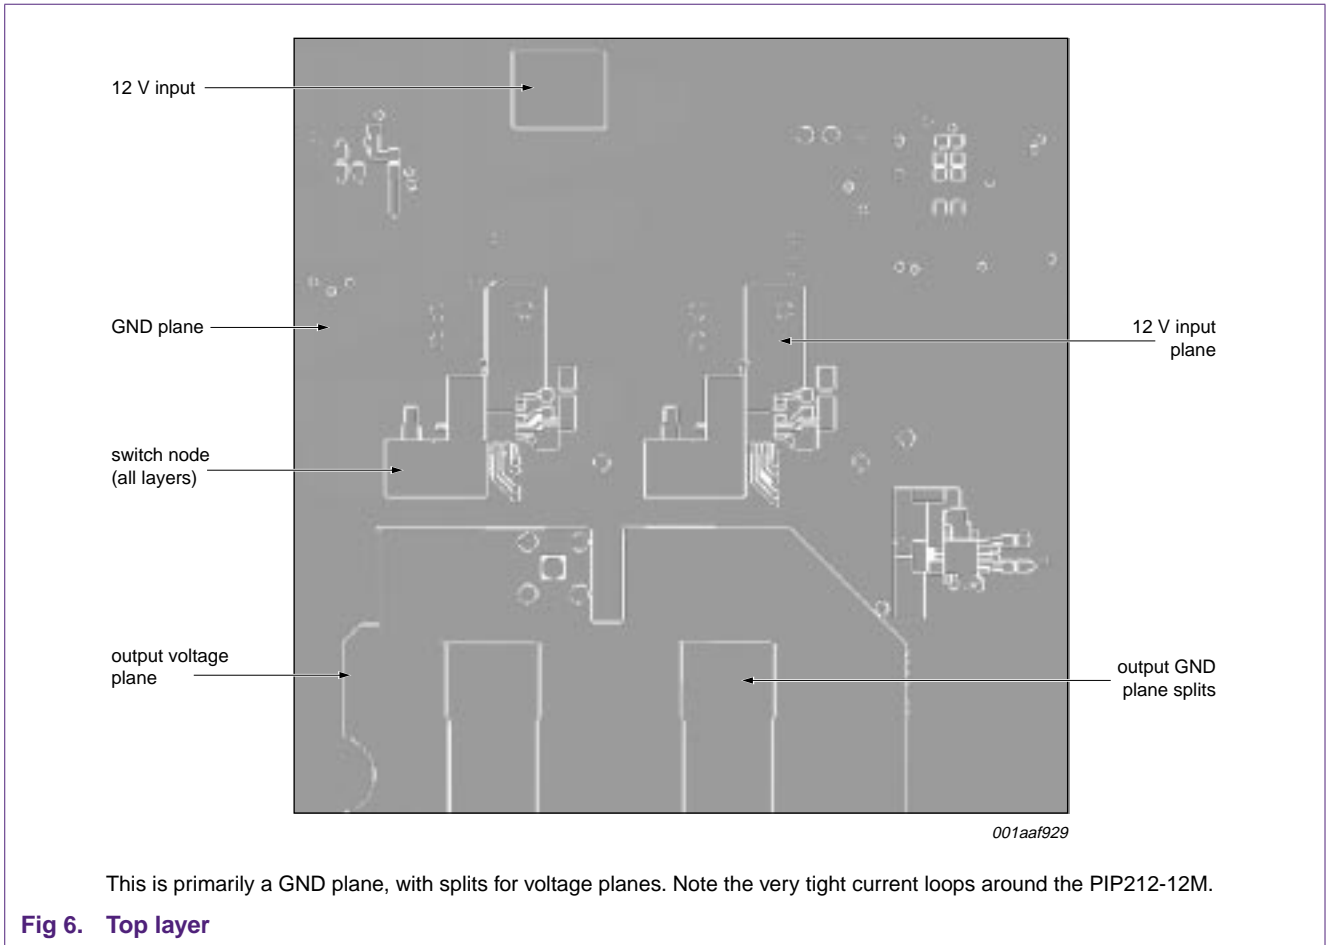 12 V input
GND plane
12 V input
plane
switch node
(all layers)
output voltage
plane
output GND
plane splits
001aaf929
This is primarily a GND plane, with splits for voltage planes. Note the very tight current loops around the PIP212-12M.
Fig 6. Top layer